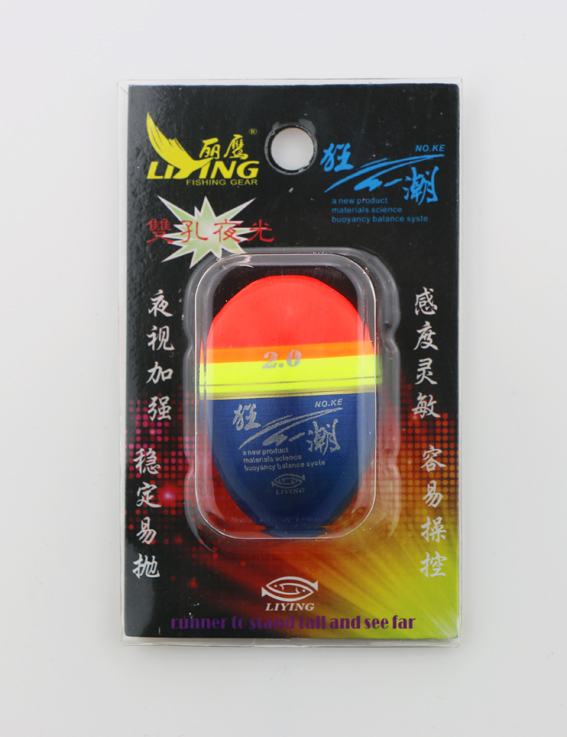 丽鹰®
LIYING
FISHING GEAR
NO.KE
狂潮
a new product
materials science
buoyancy balance syste
雙孔夜光
夜视加强
稳定易抛
感度灵敏
容易操控
2.0
NO.KE
狂潮
a new product
materials science
buoyancy balance syste
LIYING
LIYING
runner to stand tall and see far